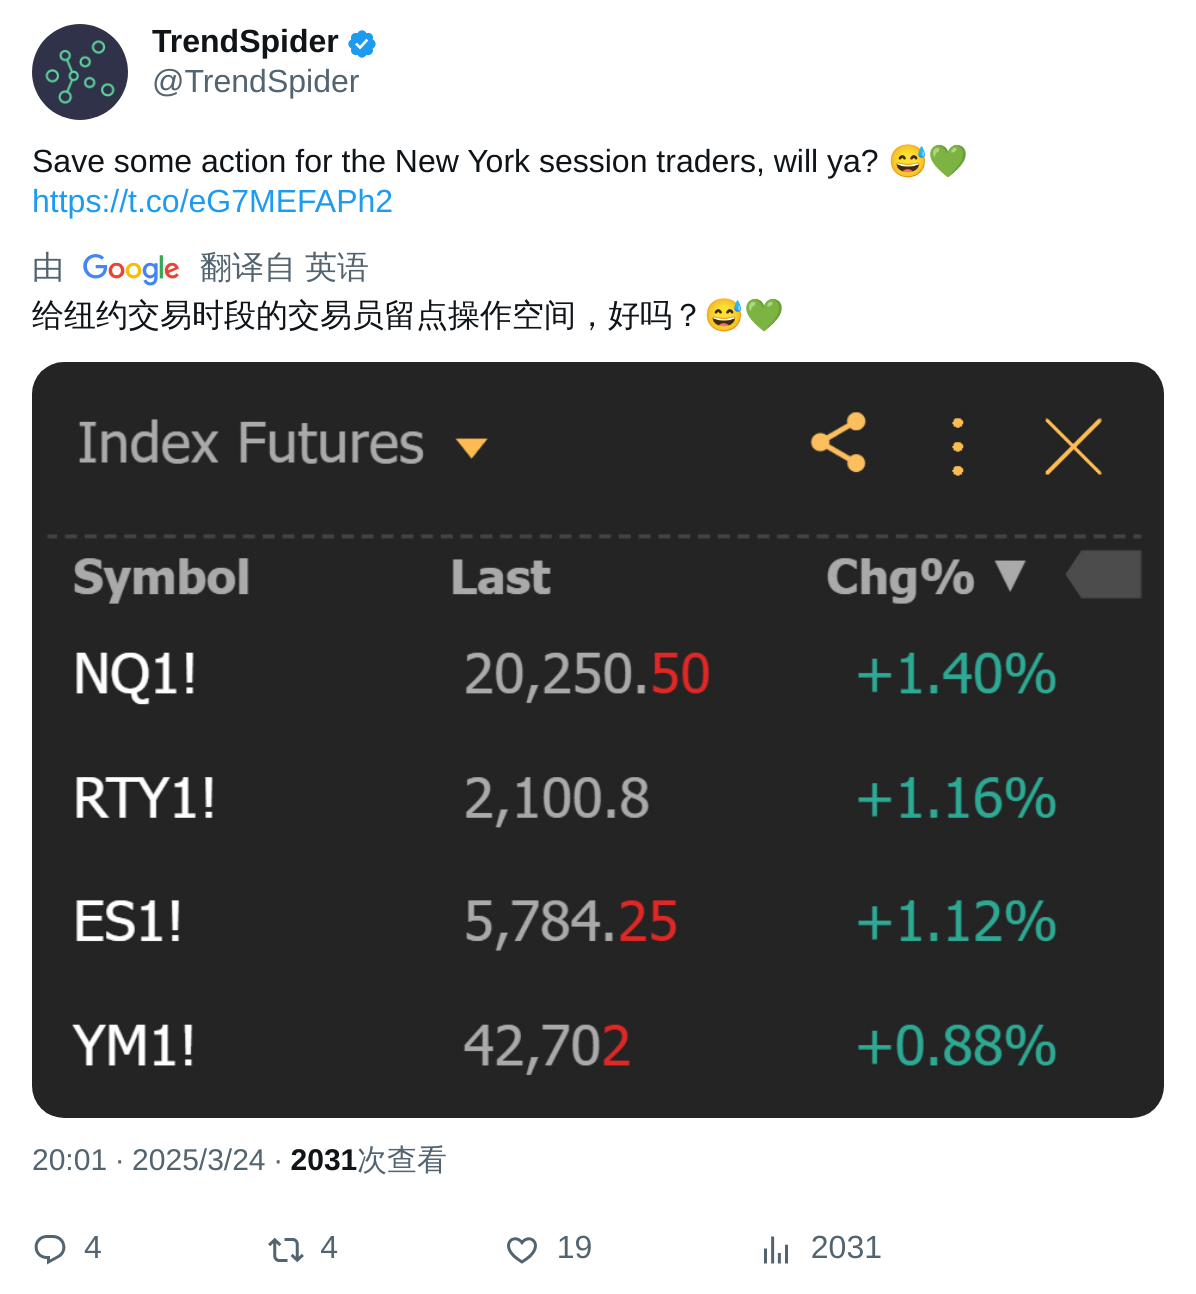 TrendSpider
@TrendSpider
Save some action for the New York session traders, will ya? 😅💚
https://t.co/eG7MEFAPh2
由 Google 翻译自 英语
给纽约交易时段的交易员留点操作空间，好吗？😅💚
Index Futures
Symbol Last Chg% ▼
NQ1! 20,250.50 +1.40%
RTY1! 2,100.8 +1.16%
ES1! 5,784.25 +1.12%
YM1! 42,702 +0.88%
20:01 · 2025/3/24 · 2031次查看
4 4 19 2031